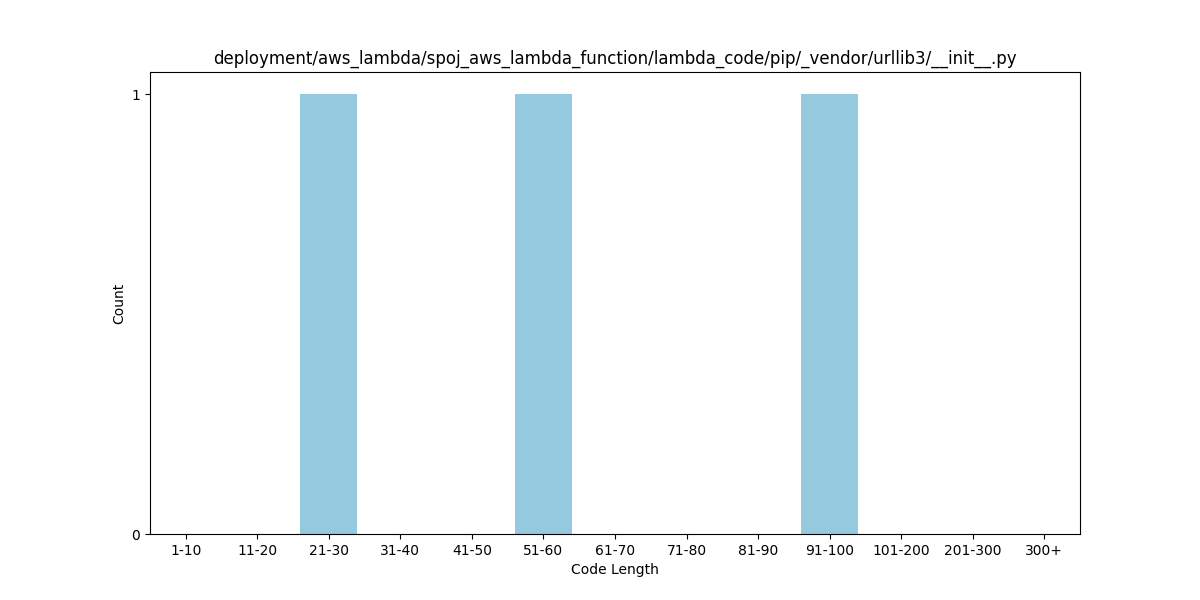 deployment/aws_lambda/spoj_aws_lambda_function/lambda_code/pip/_vendor/urllib3/__init__.py
1
Count
0
1-10 11-20 21-30 31-40 41-50 51-60 61-70 71-80 81-90 91-100 101-200 201-300 300+
Code Length